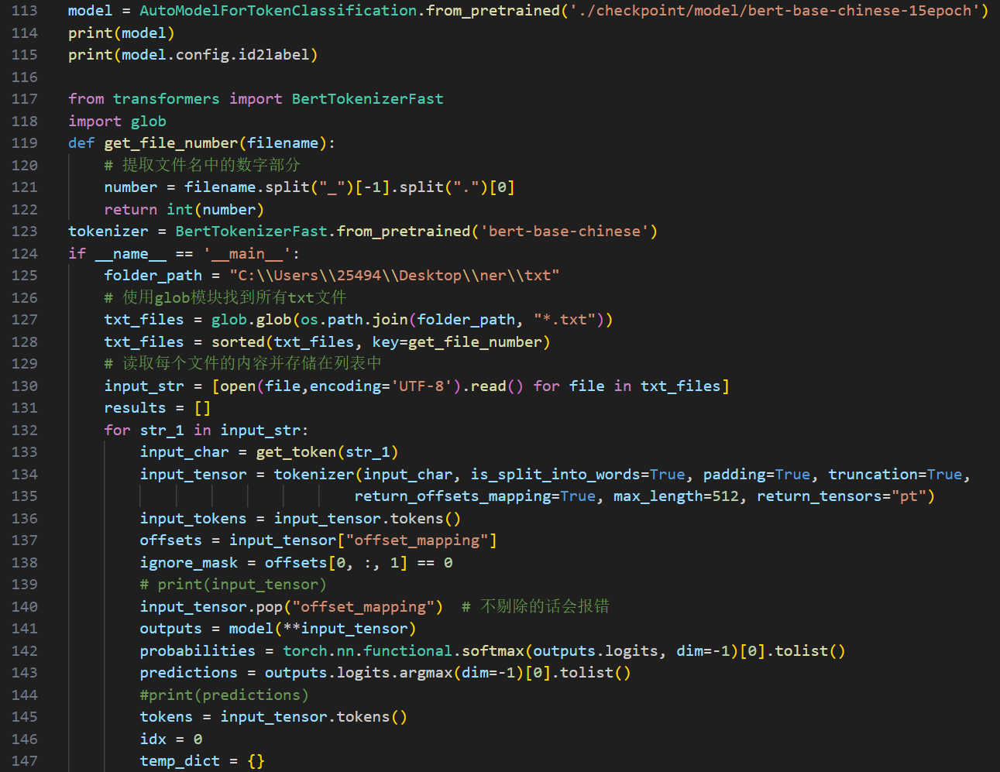 113 model = AutoModelForTokenClassification.from_pretrained('./checkpoint/model/bert-base-chinese-15epoch')
114 print(model)
115 print(model.config.id2label)
116
117 from transformers import BertTokenizerFast
118 import glob
119 def get_file_number(filename):
120     # 提取文件名中的数字部分
121     number = filename.split("_")[-1].split(".")[0]
122     return int(number)
123 tokenizer = BertTokenizerFast.from_pretrained('bert-base-chinese')
124 if __name__ == '__main__':
125     folder_path = "C:\\Users\\25494\\Desktop\\ner\\txt"
126     # 使用glob模块找到所有txt文件
127     txt_files = glob.glob(os.path.join(folder_path, "*.txt"))
128     txt_files = sorted(txt_files, key=get_file_number)
129     # 读取每个文件的内容并存储在列表中
130     input_str = [open(file,encoding='UTF-8').read() for file in txt_files]
131     results = []
132     for str_1 in input_str:
133         input_char = get_token(str_1)
134         input_tensor = tokenizer(input_char, is_split_into_words=True, padding=True, truncation=True,
135                                 return_offsets_mapping=True, max_length=512, return_tensors="pt")
136         input_tokens = input_tensor.tokens()
137         offsets = input_tensor["offset_mapping"]
138         ignore_mask = offsets[0, :, 1] == 0
139         # print(input_tensor)
140         input_tensor.pop("offset_mapping")  # 不剔除的话会报错
141         outputs = model(**input_tensor)
142         probabilities = torch.nn.functional.softmax(outputs.logits, dim=-1)[0].tolist()
143         predictions = outputs.logits.argmax(dim=-1)[0].tolist()
144         #print(predictions)
145         tokens = input_tensor.tokens()
146         idx = 0
147         temp_dict = {}